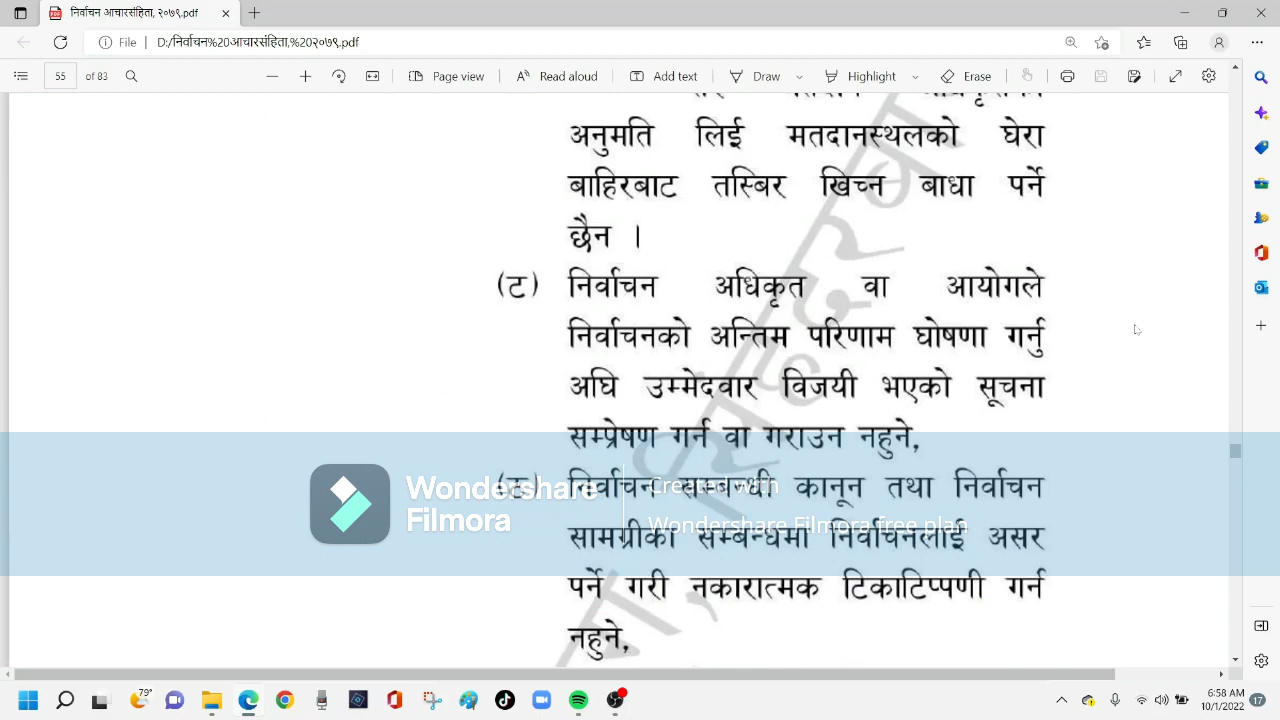 निर्वाचन आचारसंहिता, २०७९.pdf
File D:/निर्वाचन%20आचारसंहिता,%20२०७९.pdf
55 of 83 Page view Read aloud Add text Draw Highlight Erase
अनुमति लिई मतदानस्थलको घेरा
बाहिरबाट तस्बिर खिच्न बाधा पर्ने
छैन ।
(ट) निर्वाचन अधिकृत वा आयोगले
निर्वाचनको अन्तिम परिणाम घोषणा गर्नु
अघि उम्मेदवार विजयी भएको सूचना
सम्प्रेषण गर्न वा गराउन नहुने,
(ठ) निर्वाचन सम्बन्धी कानून तथा निर्वाचन
सामग्रीका सम्बन्धमा निर्वाचनलाई असर
पर्ने गरी नकारात्मक टिकाटिप्पणी गर्न
नहुने,
Wondershare
Filmora
Created with
Wondershare Filmora free plan
79°
6:58 AM
10/1/2022
17